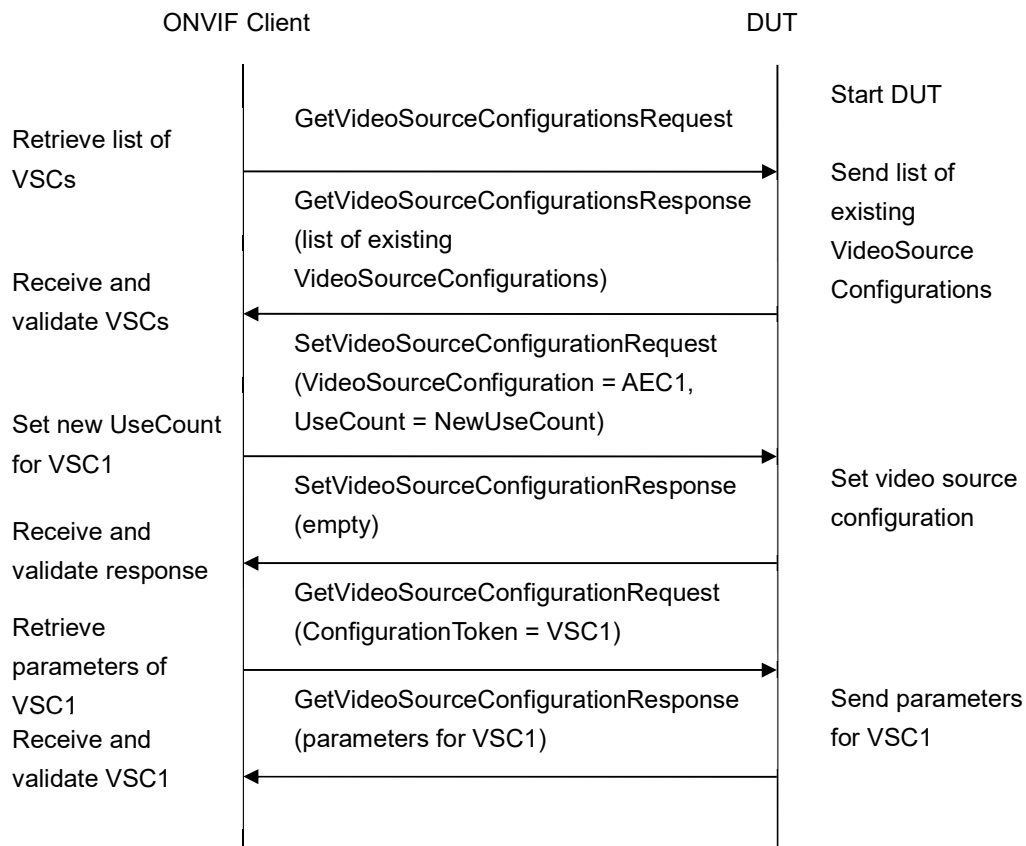 ONVIF Client
DUT
Start DUT
GetVideoSourceConfigurationsRequest
Retrieve list of
VSCs
Send list of
existing
VideoSource
Configurations
GetVideoSourceConfigurationsResponse
(list of existing
VideoSourceConfigurations)
Receive and
validate VSCs
SetVideoSourceConfigurationRequest
(VideoSourceConfiguration = AEC1,
UseCount = NewUseCount)
Set new UseCount
for VSC1
SetVideoSourceConfigurationResponse
(empty)
Set video source
configuration
Receive and
validate response
GetVideoSourceConfigurationRequest
(ConfigurationToken = VSC1)
Retrieve
parameters of
VSC1
GetVideoSourceConfigurationResponse
(parameters for VSC1)
Send parameters
for VSC1
Receive and
validate VSC1